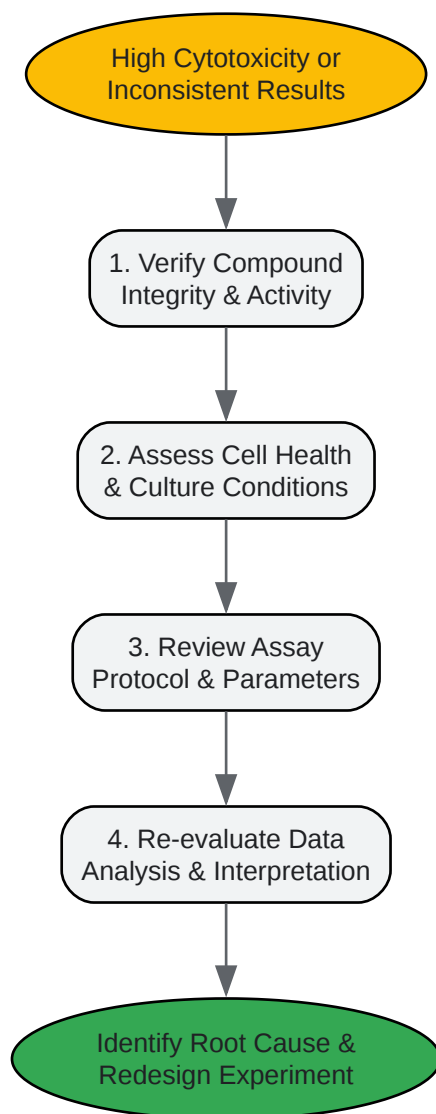 High Cytotoxicity or
Inconsistent Results
1. Verify Compound
Integrity & Activity
2. Assess Cell Health
& Culture Conditions
3. Review Assay
Protocol & Parameters
4. Re-evaluate Data
Analysis & Interpretation
Identify Root Cause &
Redesign Experiment